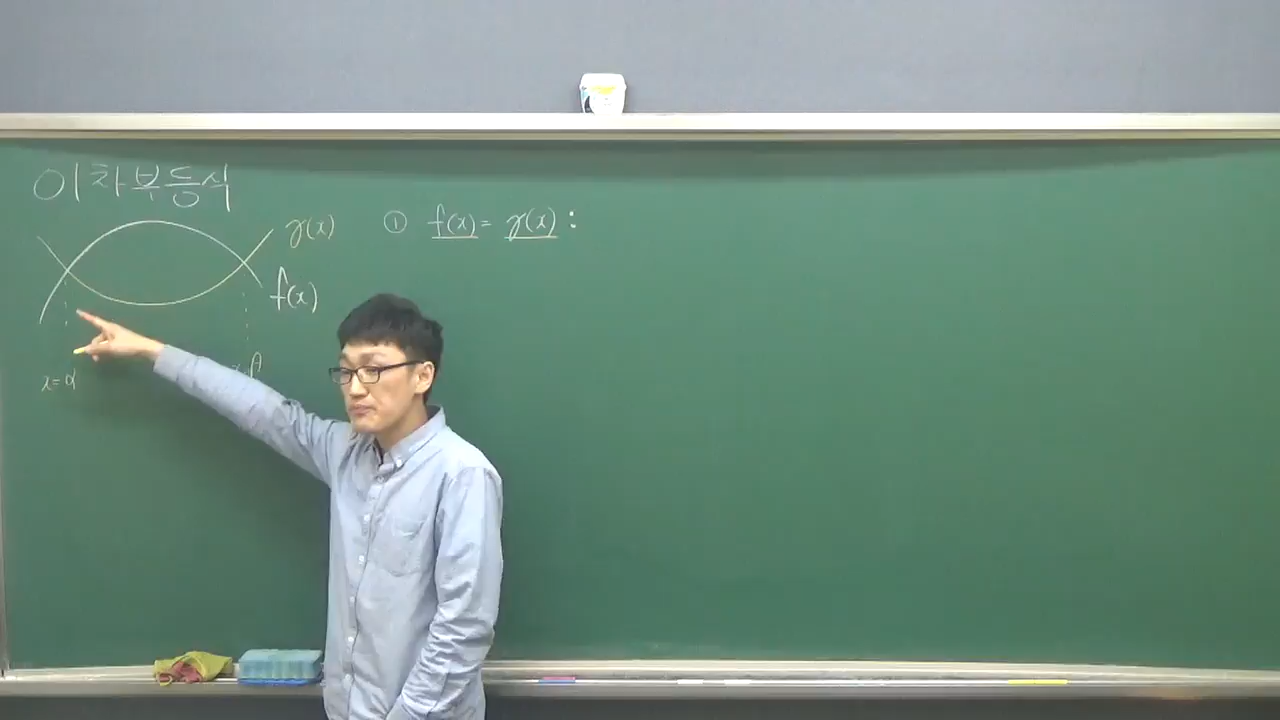 이차부등식
g(x)
① f(x) = g(x) :
f(x)
x=α
β